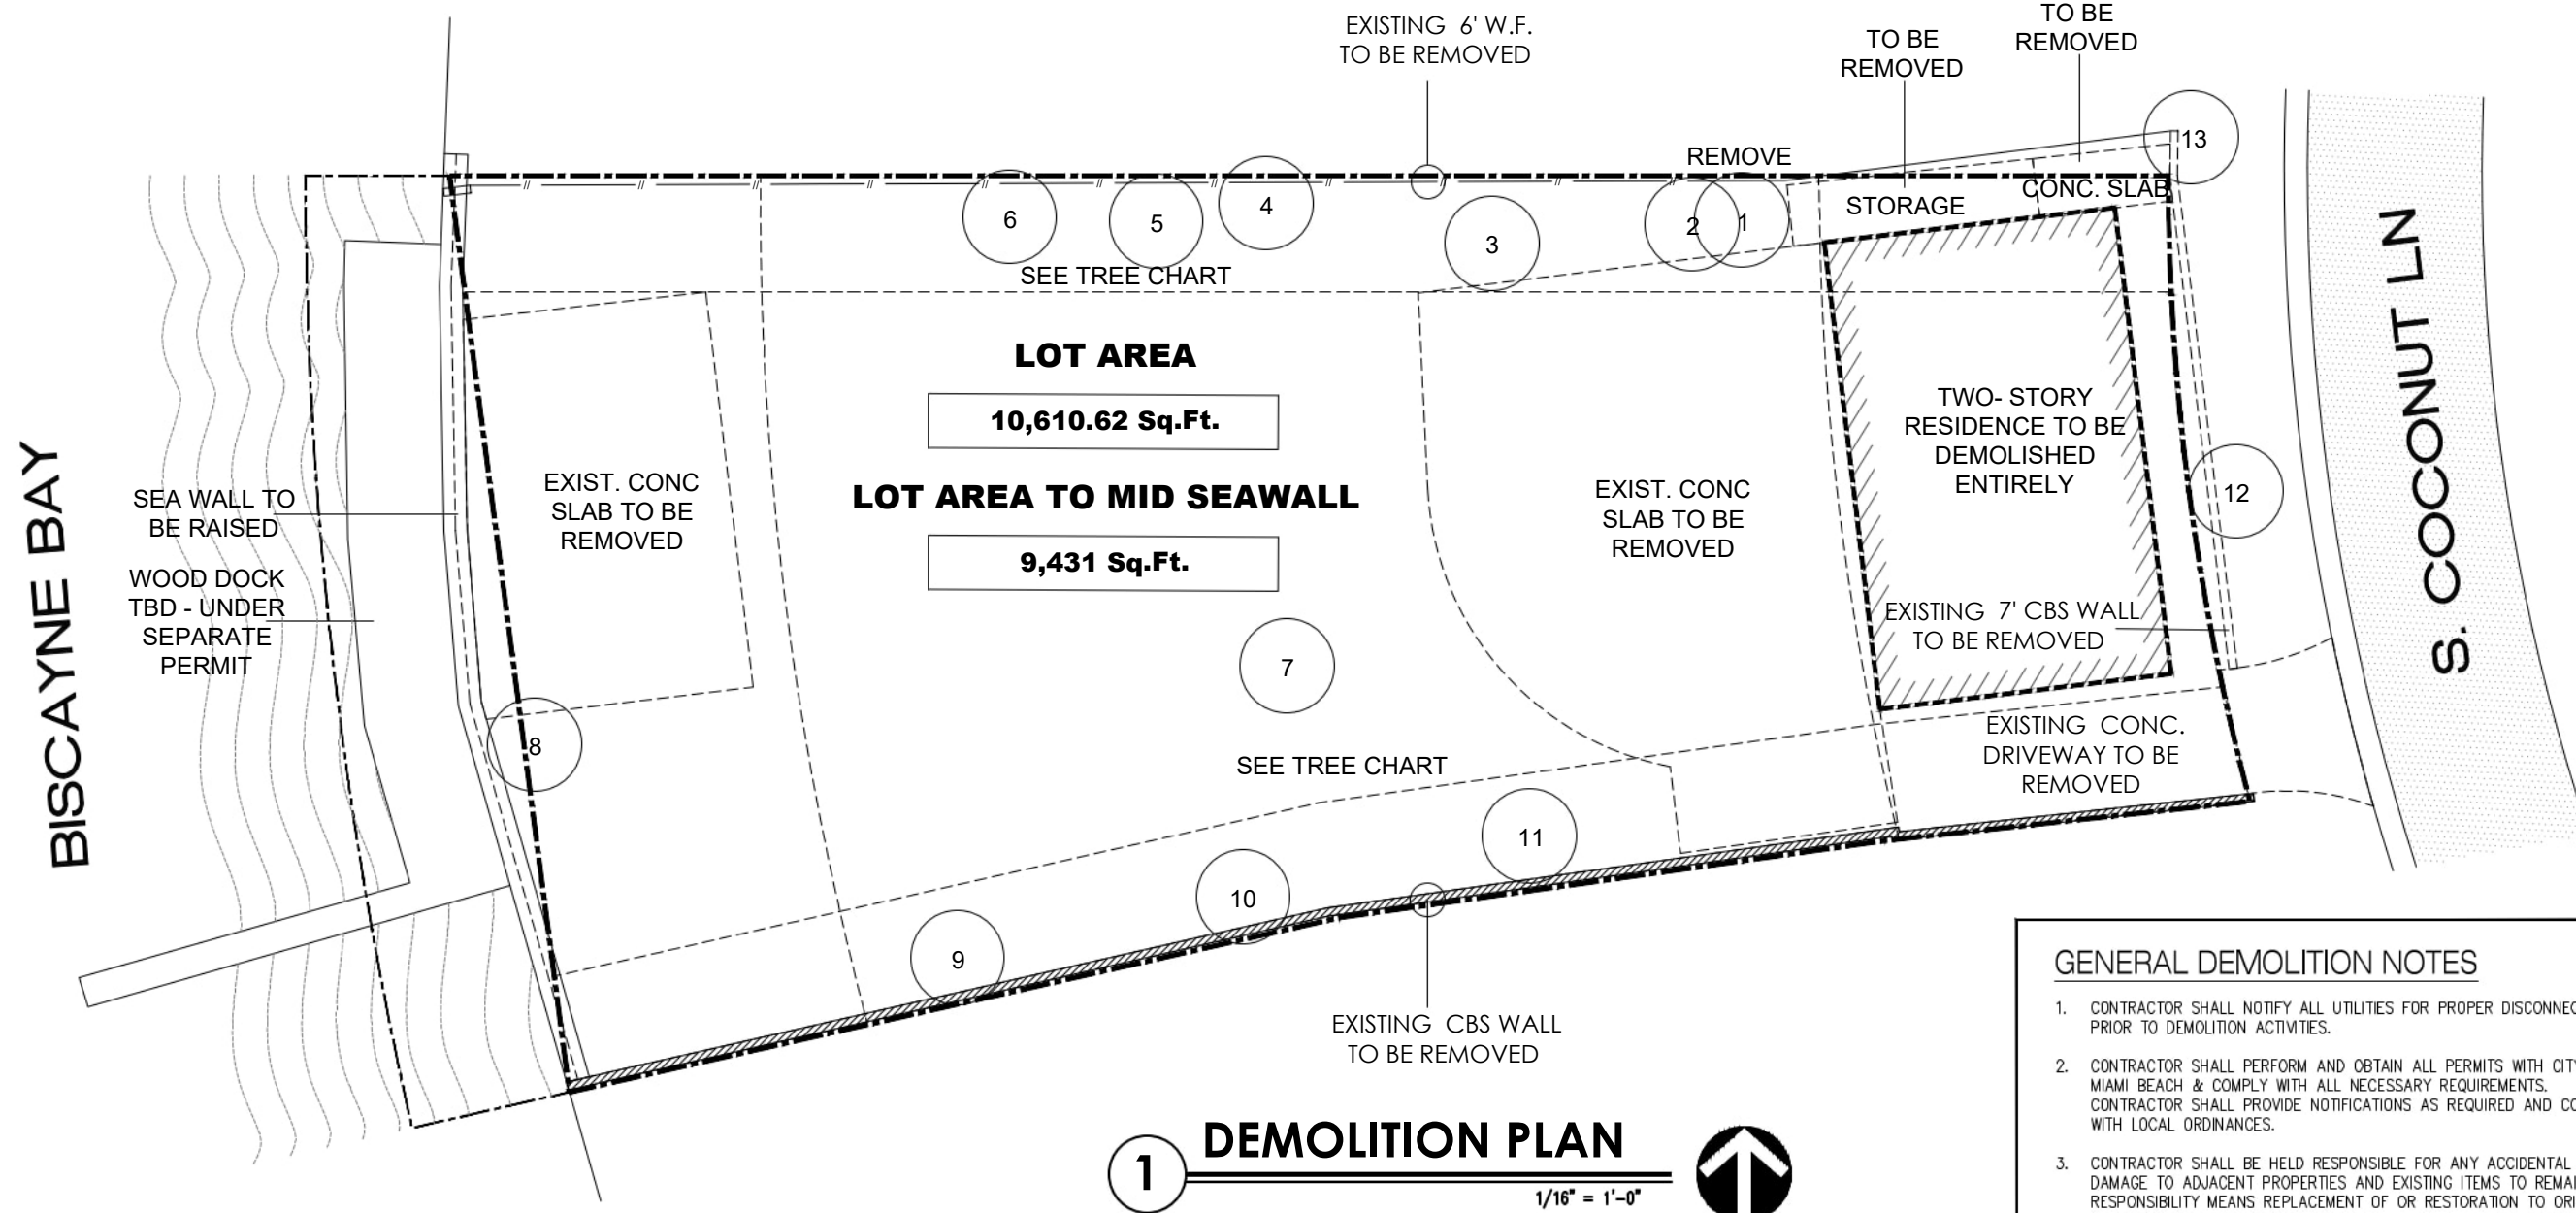 EXISTING 6' W.F.
TO BE REMOVED
TO BE
REMOVED
TO BE
REMOVED
13
REMOVE
CONC. SLAB
STORAGE
6
5
4
3
2
1
SEE TREE CHART
LOT AREA
10,610.62 Sq.Ft.
LOT AREA TO MID SEAWALL
9,431 Sq.Ft.
BISCAYNE BAY
SEA WALL TO
BE RAISED
WOOD DOCK
TBD - UNDER
SEPARATE
PERMIT
EXIST. CONC
SLAB TO BE
REMOVED
EXIST. CONC
SLAB TO BE
REMOVED
TWO- STORY
RESIDENCE TO BE
DEMOLISHED
ENTIRELY
12
S. COCONUT LN
EXISTING 7' CBS WALL
TO BE REMOVED
7
8
SEE TREE CHART
EXISTING CONC.
DRIVEWAY TO BE
REMOVED
11
10
9
EXISTING CBS WALL
TO BE REMOVED
1
DEMOLITION PLAN
1/16" = 1'-0"
GENERAL DEMOLITION NOTES
1. CONTRACTOR SHALL NOTIFY ALL UTILITIES FOR PROPER
PRIOR TO DEMOLITION ACTIVITIES.
2. CONTRACTOR SHALL PERFORM AND OBTAIN ALL PERMITS WITH
MIAMI BEACH & COMPLY WITH ALL NECESSARY REQUIREMENTS.
CONTRACTOR SHALL PROVIDE NOTIFICATIONS AS REQUIRED AND
WITH LOCAL ORDINANCES.
3. CONTRACTOR SHALL BE HELD RESPONSIBLE FOR ANY ACCIDENTAL
DAMAGE TO ADJACENT PROPERTIES AND EXISTING ITEMS TO
RESPONSIBILITY MEANS REPLACEMENT OF OR RESTORATION TO